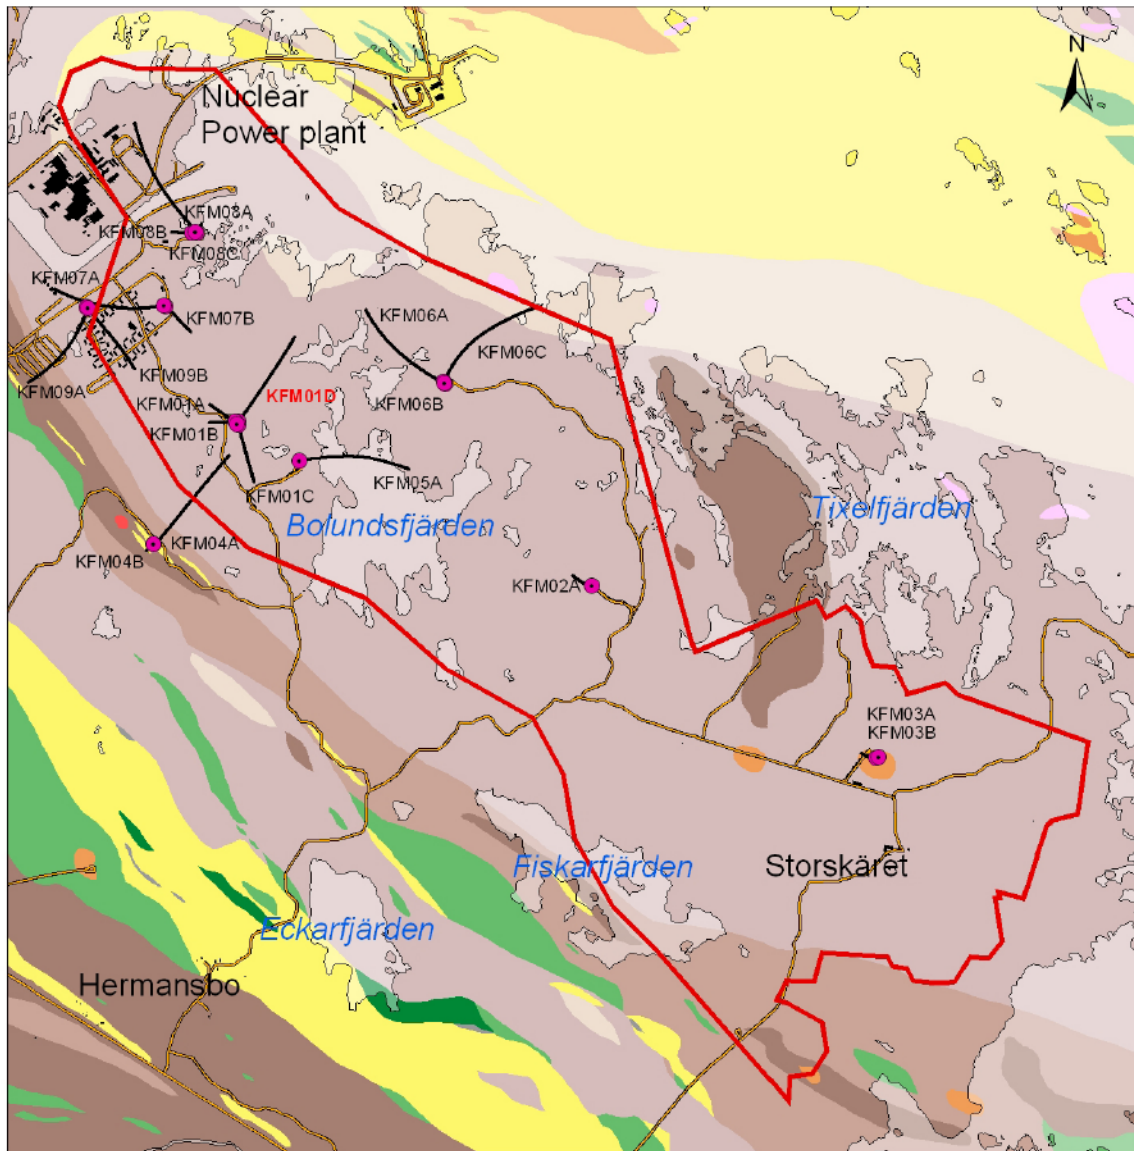 N
Nuclear
Power plant
KFM08A
KFM08B
KFM08C
KFM07A
KFM07B
KFM06A
KFM06C
KFM09B
KFM09A
KFM06B
KFM01D
KFM01A
KFM01B
KFM01C
KFM05A
Bolundsfjärden
Tixelfjärden
KFM04A
KFM04B
KFM02A
KFM03A
KFM03B
Fiskarfjärden
Storskäret
Eckarfjärden
Hermansbo